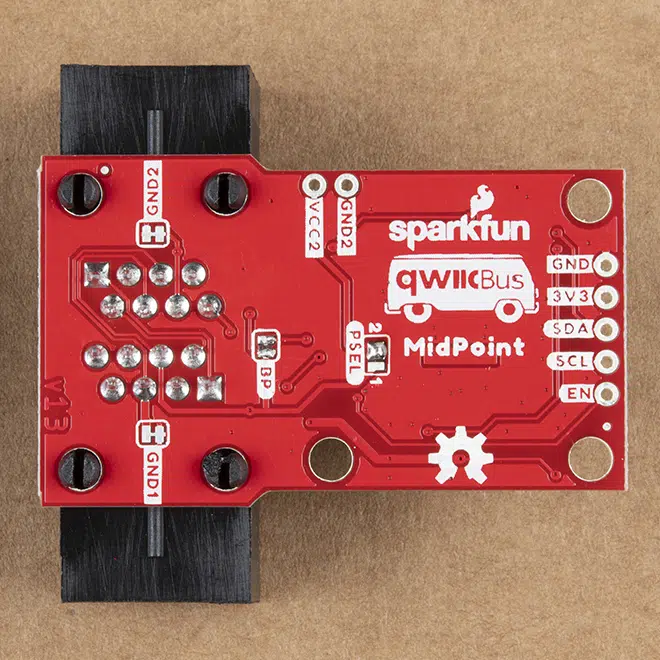 GND2
VCC2
GND2
sparkfun
qwiicBus
MidPoint
GND
3V3
SDA
SCL
EN
2
PSEL
1
BP
V13
GND1